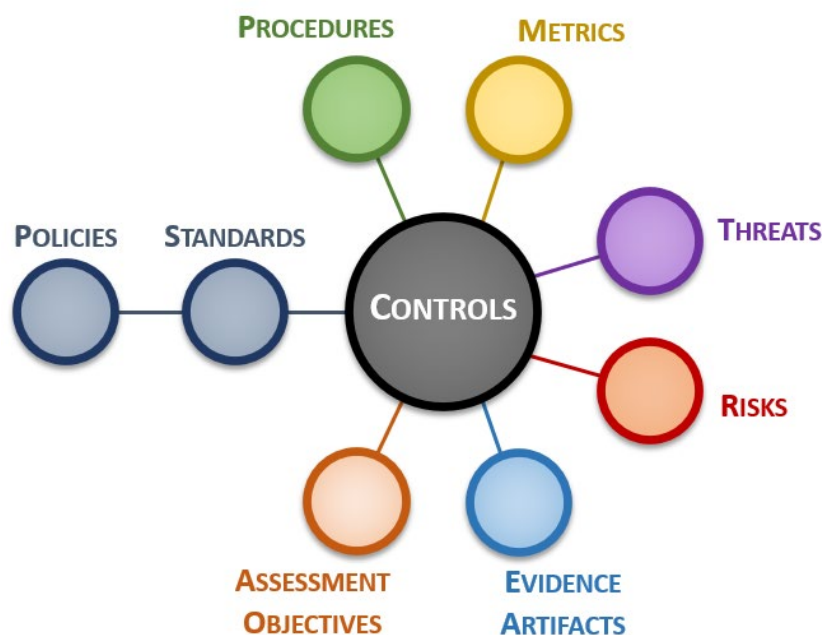 PROCEDURES
METRICS
POLICIES
STANDARDS
THREATS
CONTROLS
RISKS
ASSESSMENT
OBJECTIVES
EVIDENCE
ARTIFACTS